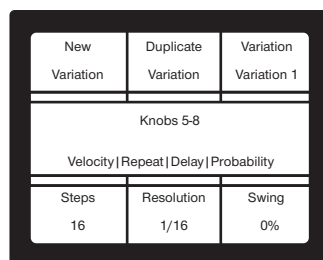 New Duplicate Variation
Variation Variation Variation 1
Knobs 5-8
Velocity|Repeat|Delay|Probability
Steps Resolution Swing
16 1/16 0%